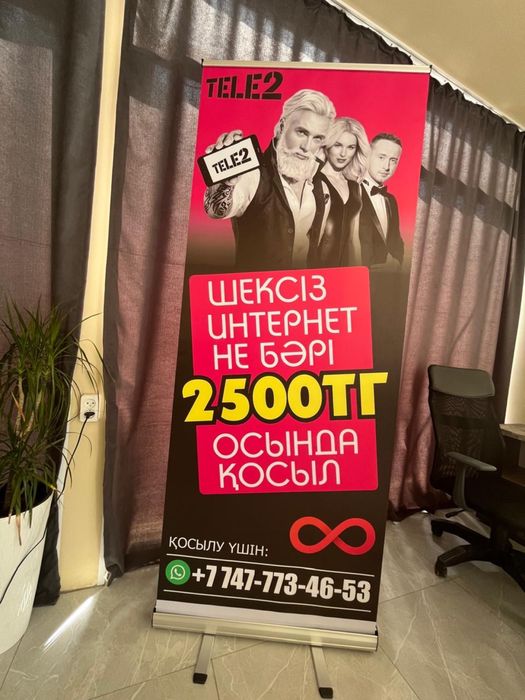 TELE2
TELE2
ШЕКСІЗ
ИНТЕРНЕТ
НЕ БӘРІ
2500ТГ
ОСЫНДА
ҚОСЫЛ
ҚОСЫЛУ ҮШІН:
+7 747-773-46-53